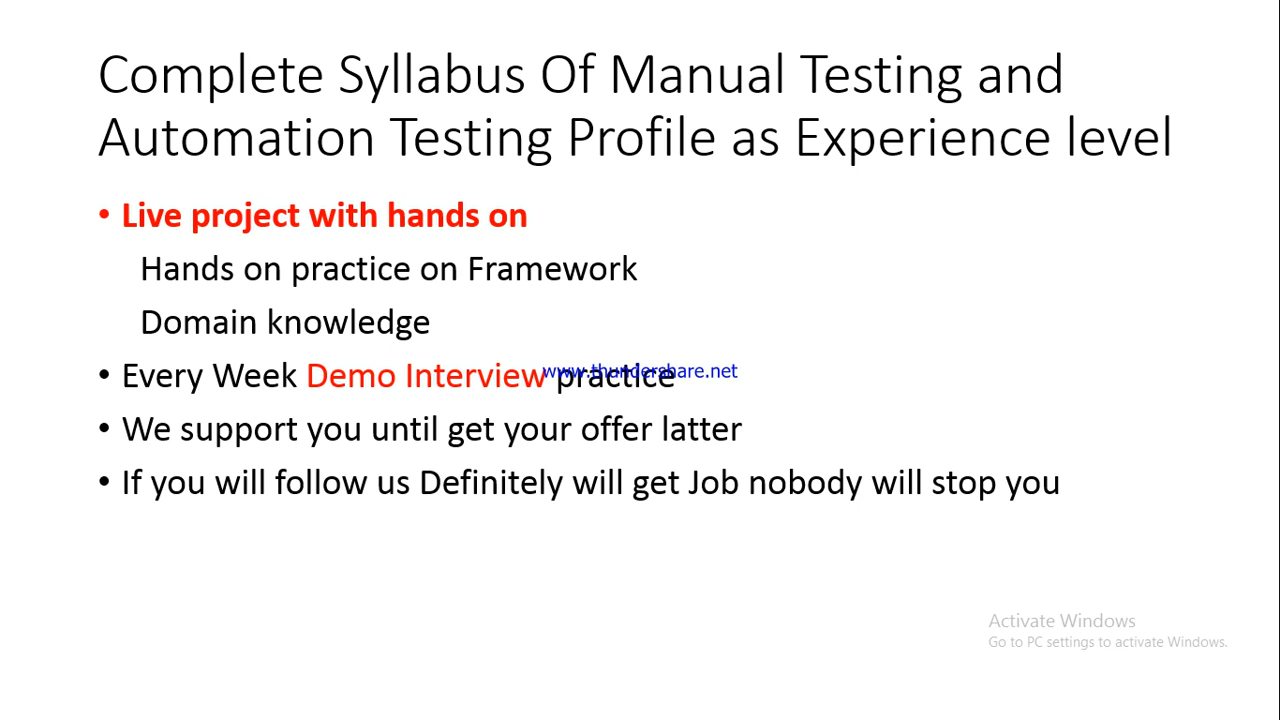 Complete Syllabus Of Manual Testing and
Automation Testing Profile as Experience level
• Live project with hands on
Hands on practice on Framework
Domain knowledge
• Every Week Demo Interview practice
www.thundershare.net
• We support you until get your offer latter
• If you will follow us Definitely will get Job nobody will stop you
Activate Windows
Go to PC settings to activate Windows.